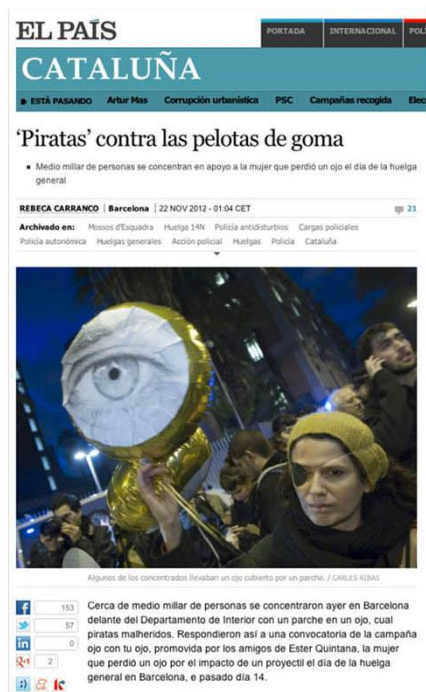 EL PAÍS
PORTADA
INTERNACIONAL
CATALUÑA
ESTÁ PASANDO
Artur Mas
Corrupción urbanística
PSC
Campañas recogida
'Piratas' contra las pelotas de goma
Medio millar de personas se concentran en apoyo a la mujer que perdió un ojo el día de la huelga
general
REBECA CARRANCO | Barcelona | 22 NOV 2012 - 01:04 CET
21
Archivado en: Mossos d'Esquadra Huelga 14N Policía antidisturbios Cargas policiales
Policía autonómica Huelgas generales Acción policial Huelgas Policía Cataluña
Algunos de los concentrados llevaban un ojo cubierto por un parche. / CARLES RIBAS
153
57
0
2
Cerca de medio millar de personas se concentraron ayer en Barcelona
delante del Departamento de Interior con un parche en un ojo, cual
piratas malheridos. Respondieron así a una convocatoria de la campaña
ojo con tu ojo, promovida por los amigos de Ester Quintana, la mujer
que perdió un ojo por el impacto de un proyectil el día de la huelga
general en Barcelona, e pasado día 14.